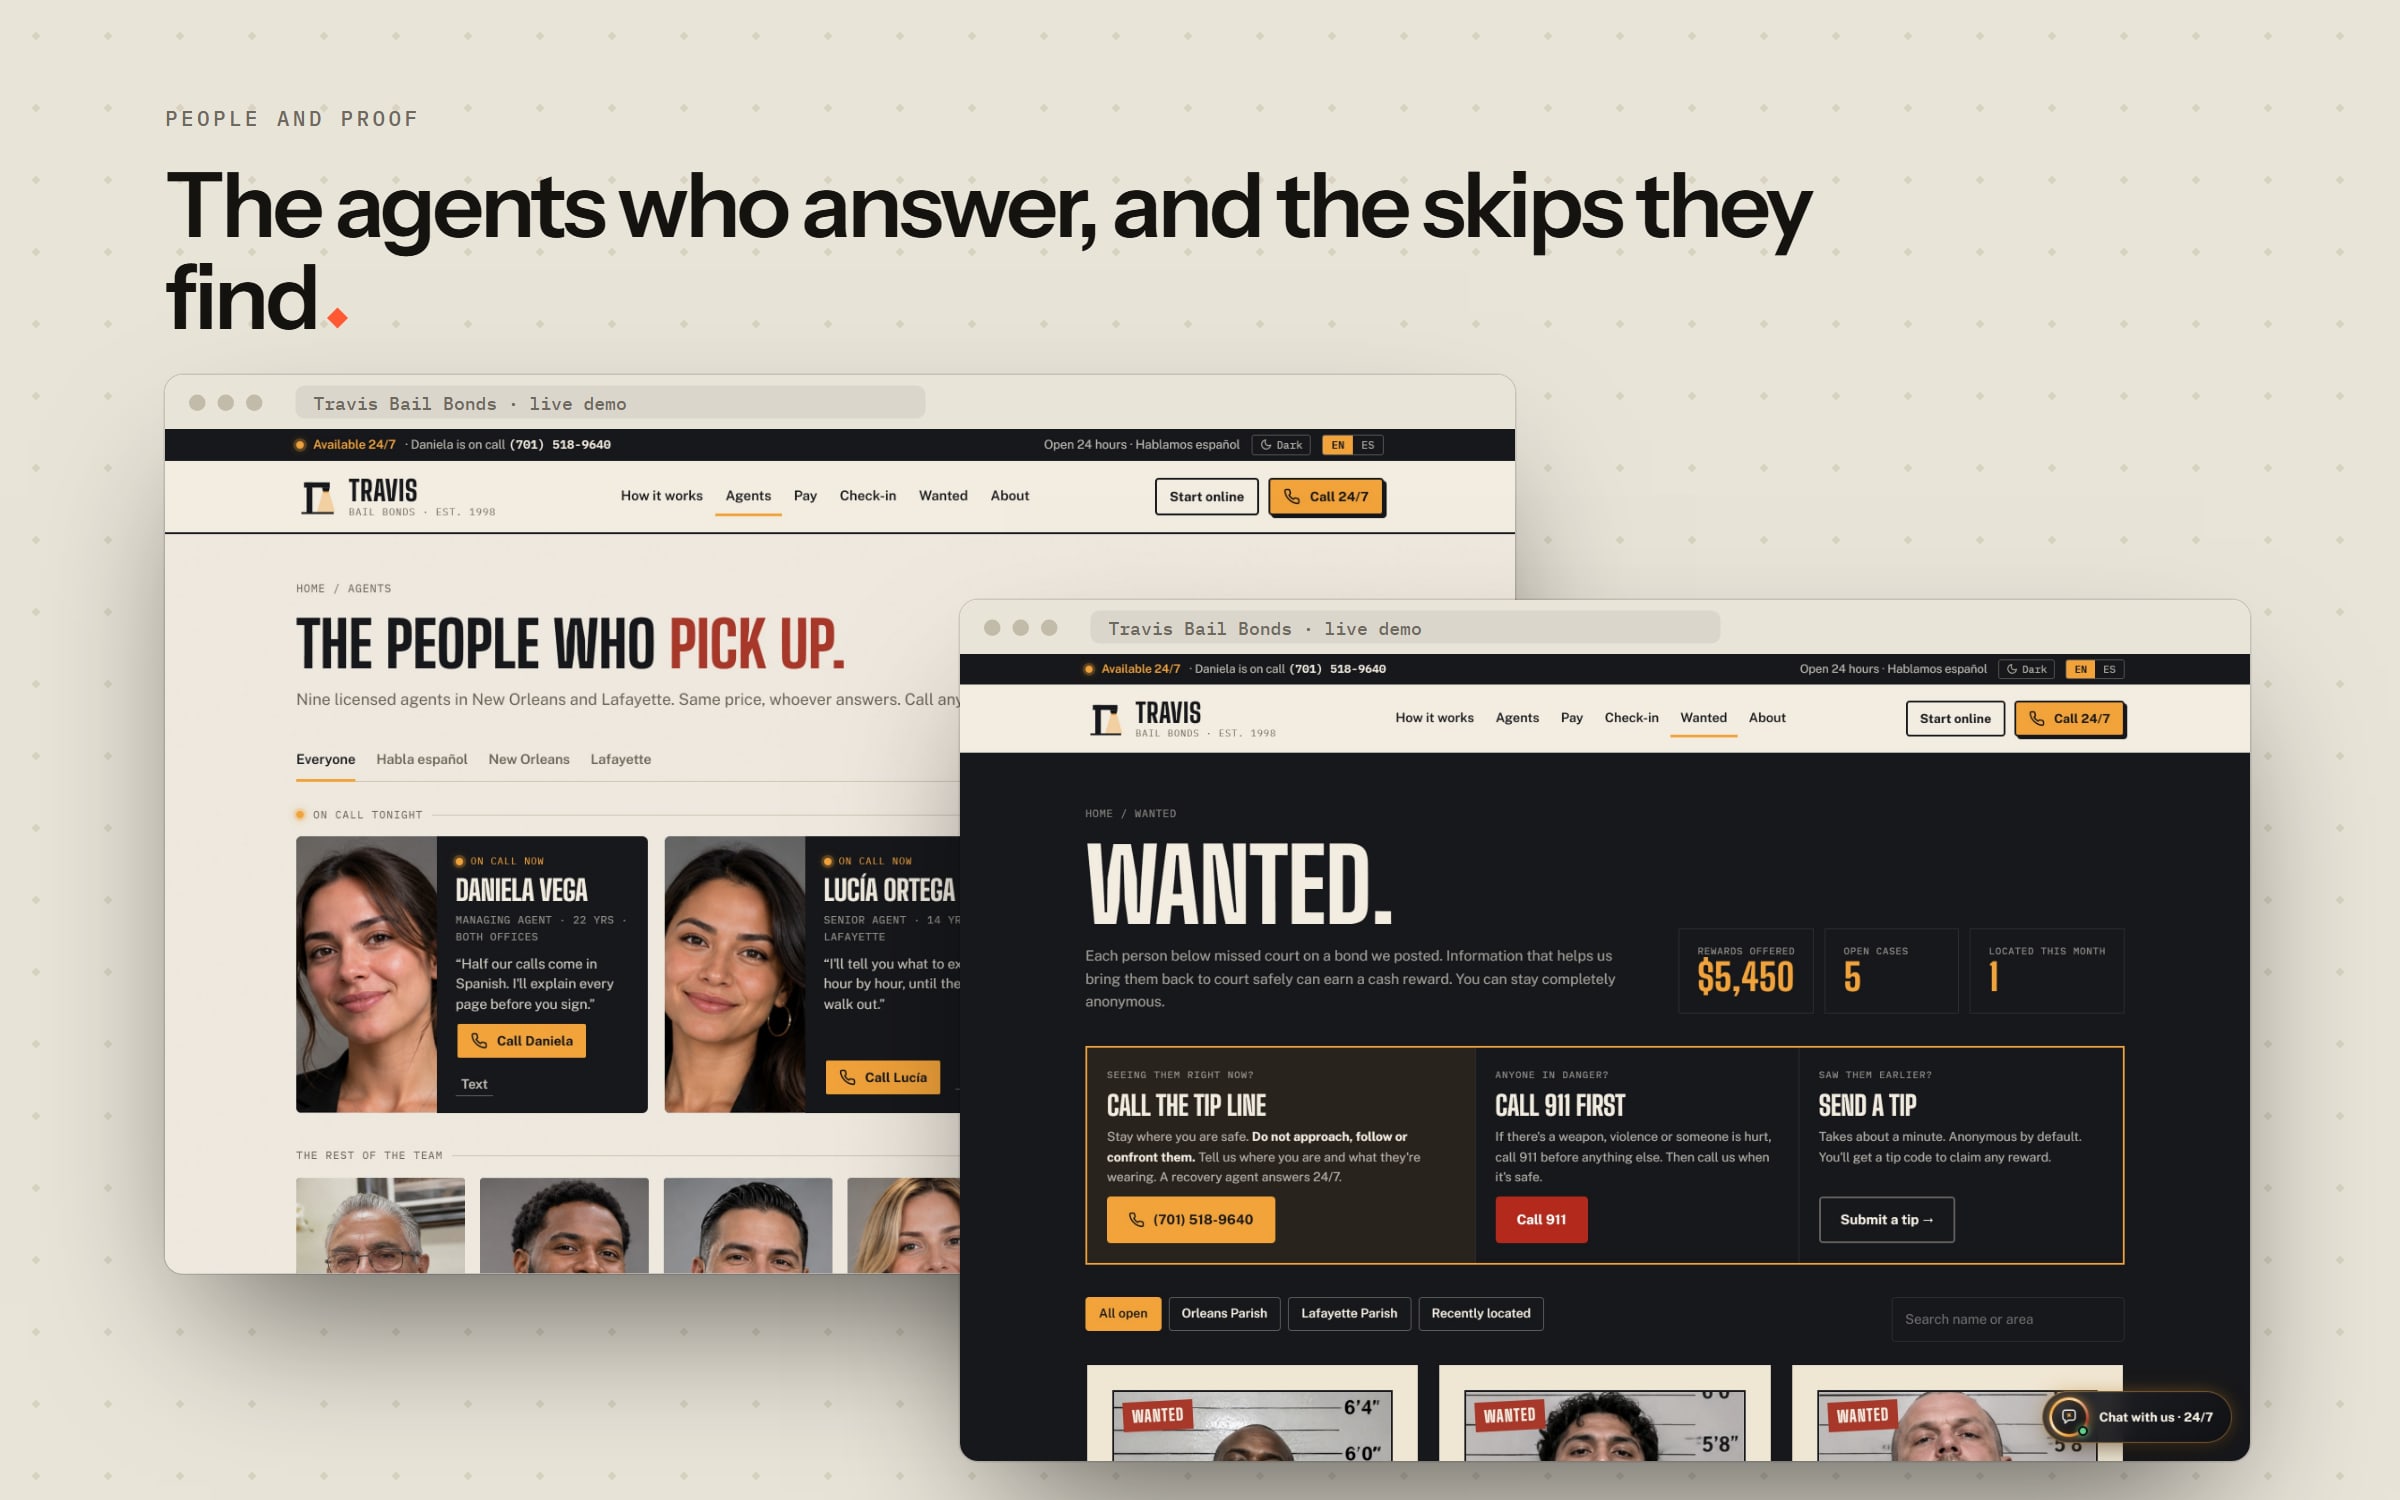 PEOPLE AND PROOF
The agents who answer, and the skips they
find
Travis Bail Bonds · live demo
Available 24/7 · Daniela is on call (701) 518-9640
Open 24 hours · Hablamos español
Dark
EN ES
TRAVIS
BAIL BONDS · EST. 1998
How it works Agents Pay Check-in Wanted About
Start online
Call 24/7
HOME / AGENTS
THE PEOPLE WHO PICK UP.
Nine licensed agents in New Orleans and Lafayette. Same price, whoever answers. Call any
Everyone Habla español New Orleans Lafayette
ON CALL TONIGHT
ON CALL NOW
DANIELA VEGA
MANAGING AGENT · 22 YRS ·
BOTH OFFICES
“Half our calls come in
Spanish. I'll explain every
page before you sign.”
Call Daniela
Text
ON CALL NOW
LUCÍA ORTEGA
SENIOR AGENT · 14 YR
LAFAYETTE
“I'll tell you what to ex
hour by hour, until the
walk out.”
Call Lucía
THE REST OF THE TEAM
Travis Bail Bonds · live demo
Available 24/7 · Daniela is on call (701) 518-9640
Open 24 hours · Hablamos español
Dark
EN ES
TRAVIS
BAIL BONDS · EST. 1998
How it works Agents Pay Check-in Wanted About
Start online
Call 24/7
HOME / WANTED
WANTED.
Each person below missed court on a bond we posted. Information that helps us
bring them back to court safely can earn a cash reward. You can stay completely
anonymous.
REWARDS OFFERED
$5,450
OPEN CASES
5
LOCATED THIS MONTH
1
SEEING THEM RIGHT NOW?
CALL THE TIP LINE
Stay where you are safe. Do not approach, follow or
confront them. Tell us where you are and what they're
wearing. A recovery agent answers 24/7.
(701) 518-9640
ANYONE IN DANGER?
CALL 911 FIRST
If there's a weapon, violence or someone is hurt,
call 911 before anything else. Then call us when
it's safe.
Call 911
SAW THEM EARLIER?
SEND A TIP
Takes about a minute. Anonymous by default.
You'll get a tip code to claim any reward.
Submit a tip →
All open Orleans Parish Lafayette Parish Recently located
Search name or area
WANTED
6'4"
6'0"
WANTED
5'8"
WANTED
Chat with us · 24/7